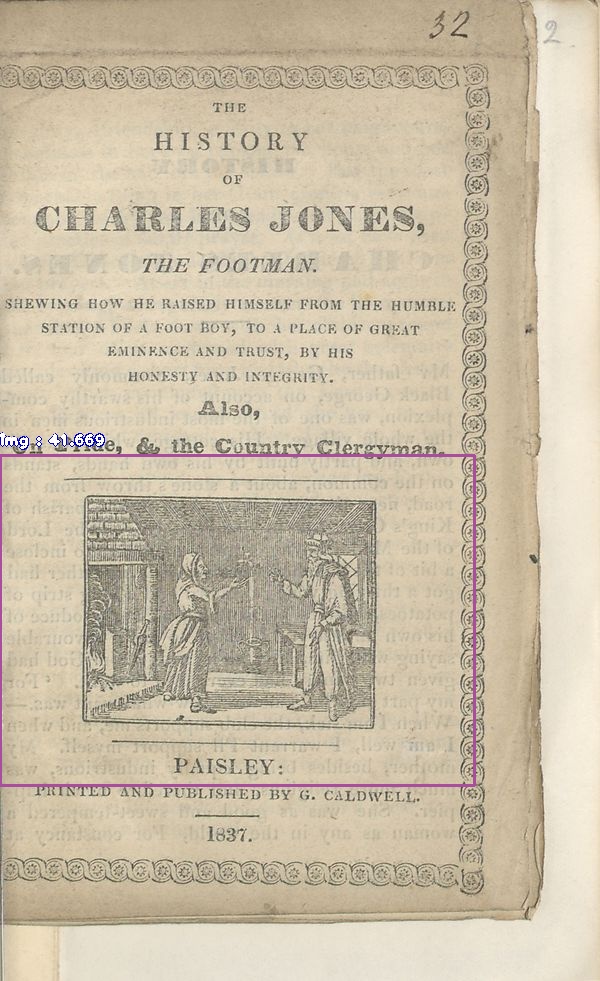 32
2
THE
HISTORY
OF
CHARLES JONES,
THE FOOTMAN.
SHEWING HOW HE RAISED HIMSELF FROM THE HUMBLE
STATION OF A FOOT BOY, TO A PLACE OF GREAT
EMINENCE AND TRUST, BY HIS
HONESTY AND INTEGRITY.
Also,
img : 41.669
On Pride, & the Country Clergyman.
PAISLEY:
PRINTED AND PUBLISHED BY G. CALDWELL.
1837.